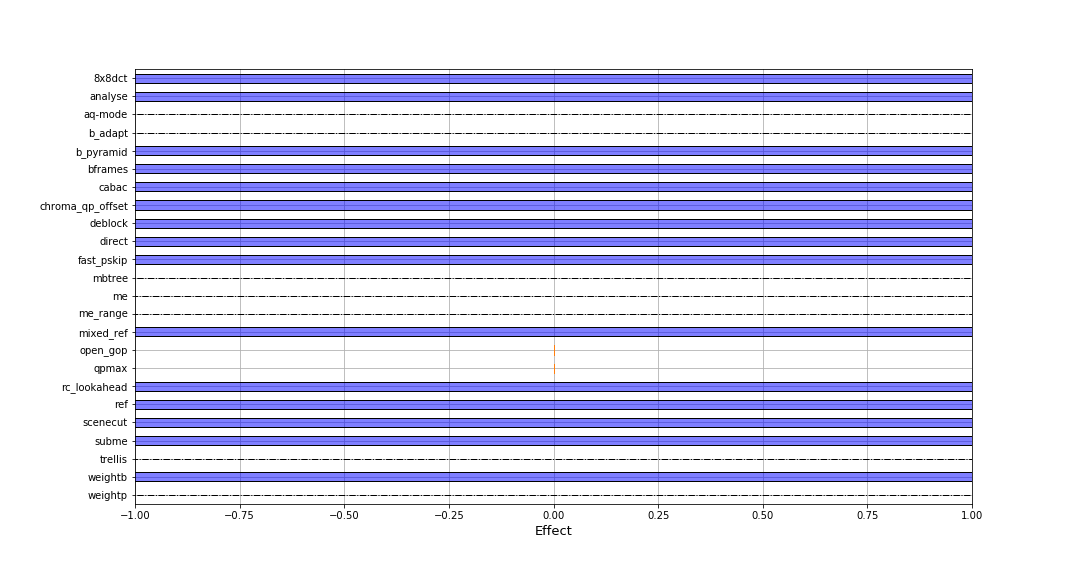 8x8dct
analyse
aq-mode
b_adapt
b_pyramid
bframes
cabac
chroma_qp_offset
deblock
direct
fast_pskip
mbtree
me
me_range
mixed_ref
open_gop
qpmax
rc_lookahead
ref
scenecut
subme
trellis
weightb
weightp
−1.00 −0.75 −0.50 −0.25 0.00 0.25 0.50 0.75 1.00
Effect